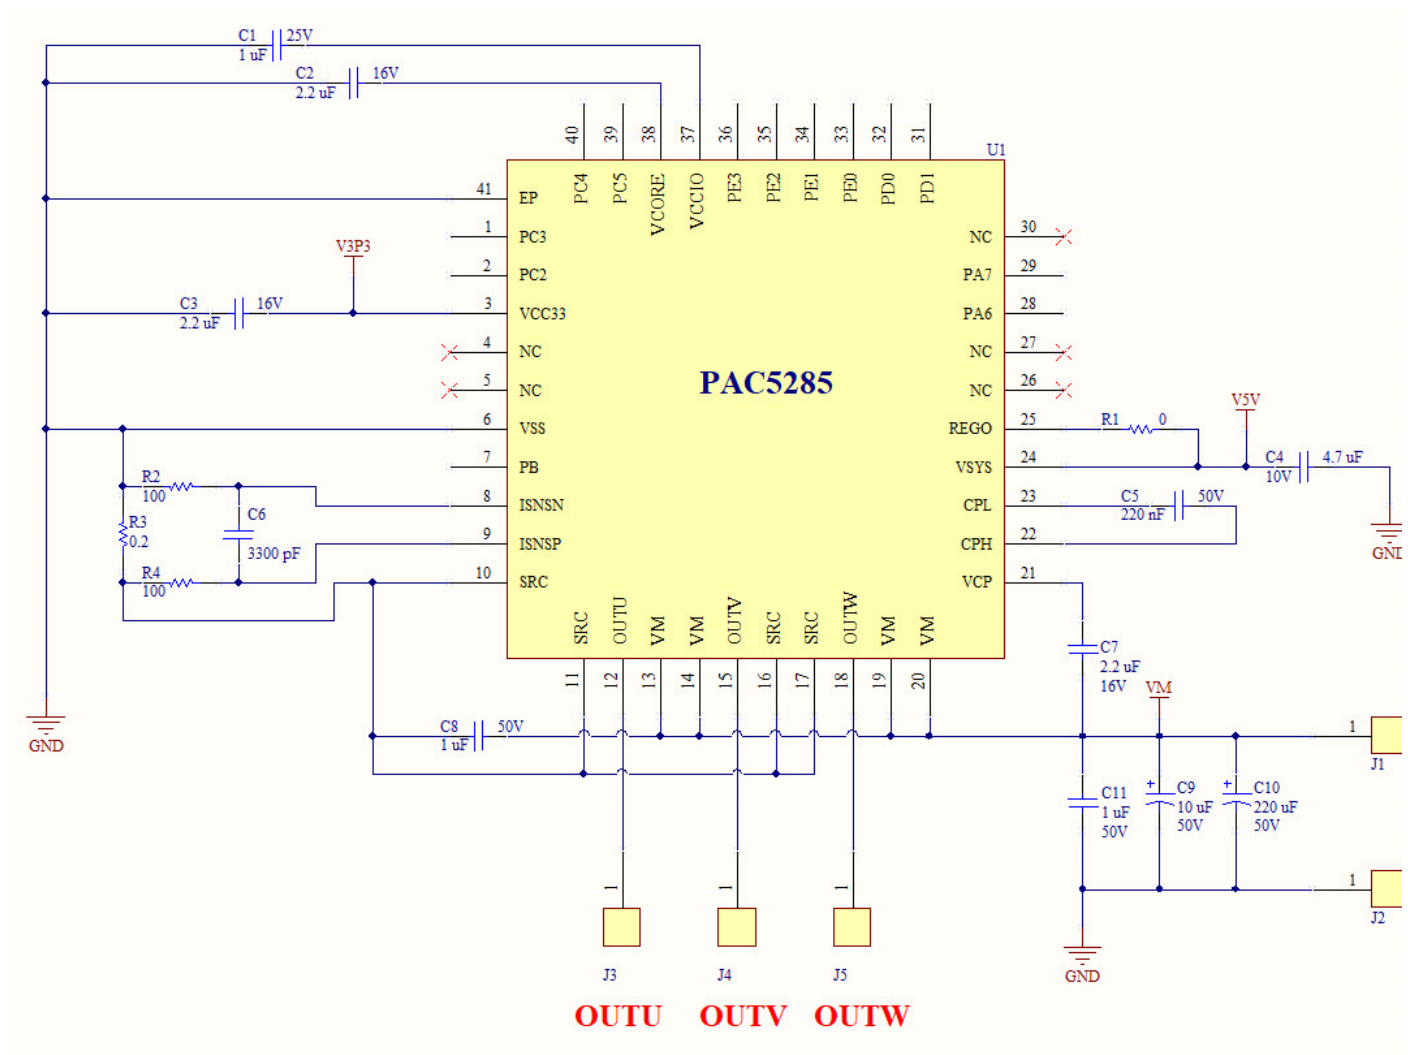 C1 25V
1 uF
C2 16V
2.2 uF
40 39 38 37 36 35 34 33 32 31
U1
PC4 PC5 VCORE VCCIO PE3 PE2 PE1 PE0 PD0 PD1
41 EP
1 PC3
NC 30
V3P3
2 PC2
PA7 29
C3 16V
2.2 uF
3 VCC33
PA6 28
4 NC
NC 27
5 NC
NC 26
PAC5285
V5V
6 VSS
REGO 25
R1 0
7 PB
VSYS 24
C4 4.7 uF
10V
R2
100
8 ISNSN
CPL 23
C5 50V
220 nF
C6
R3
0.2
3300 pF
9 ISNSP
CPH 22
GND
R4
100
10 SRC
VCP 21
SRC OUTU VM VM OUTV SRC SRC OUTW VM VM
11 12 13 14 15 16 17 18 19 20
C7
2.2 uF
16V
VM
GND
C8 50V
1 uF
1
J1
C11
1 uF
50V
+ C9
10 uF
50V
+ C10
220 uF
50V
1 1 1
1
J2
GND
J3 J4 J5
OUTU OUTV OUTW